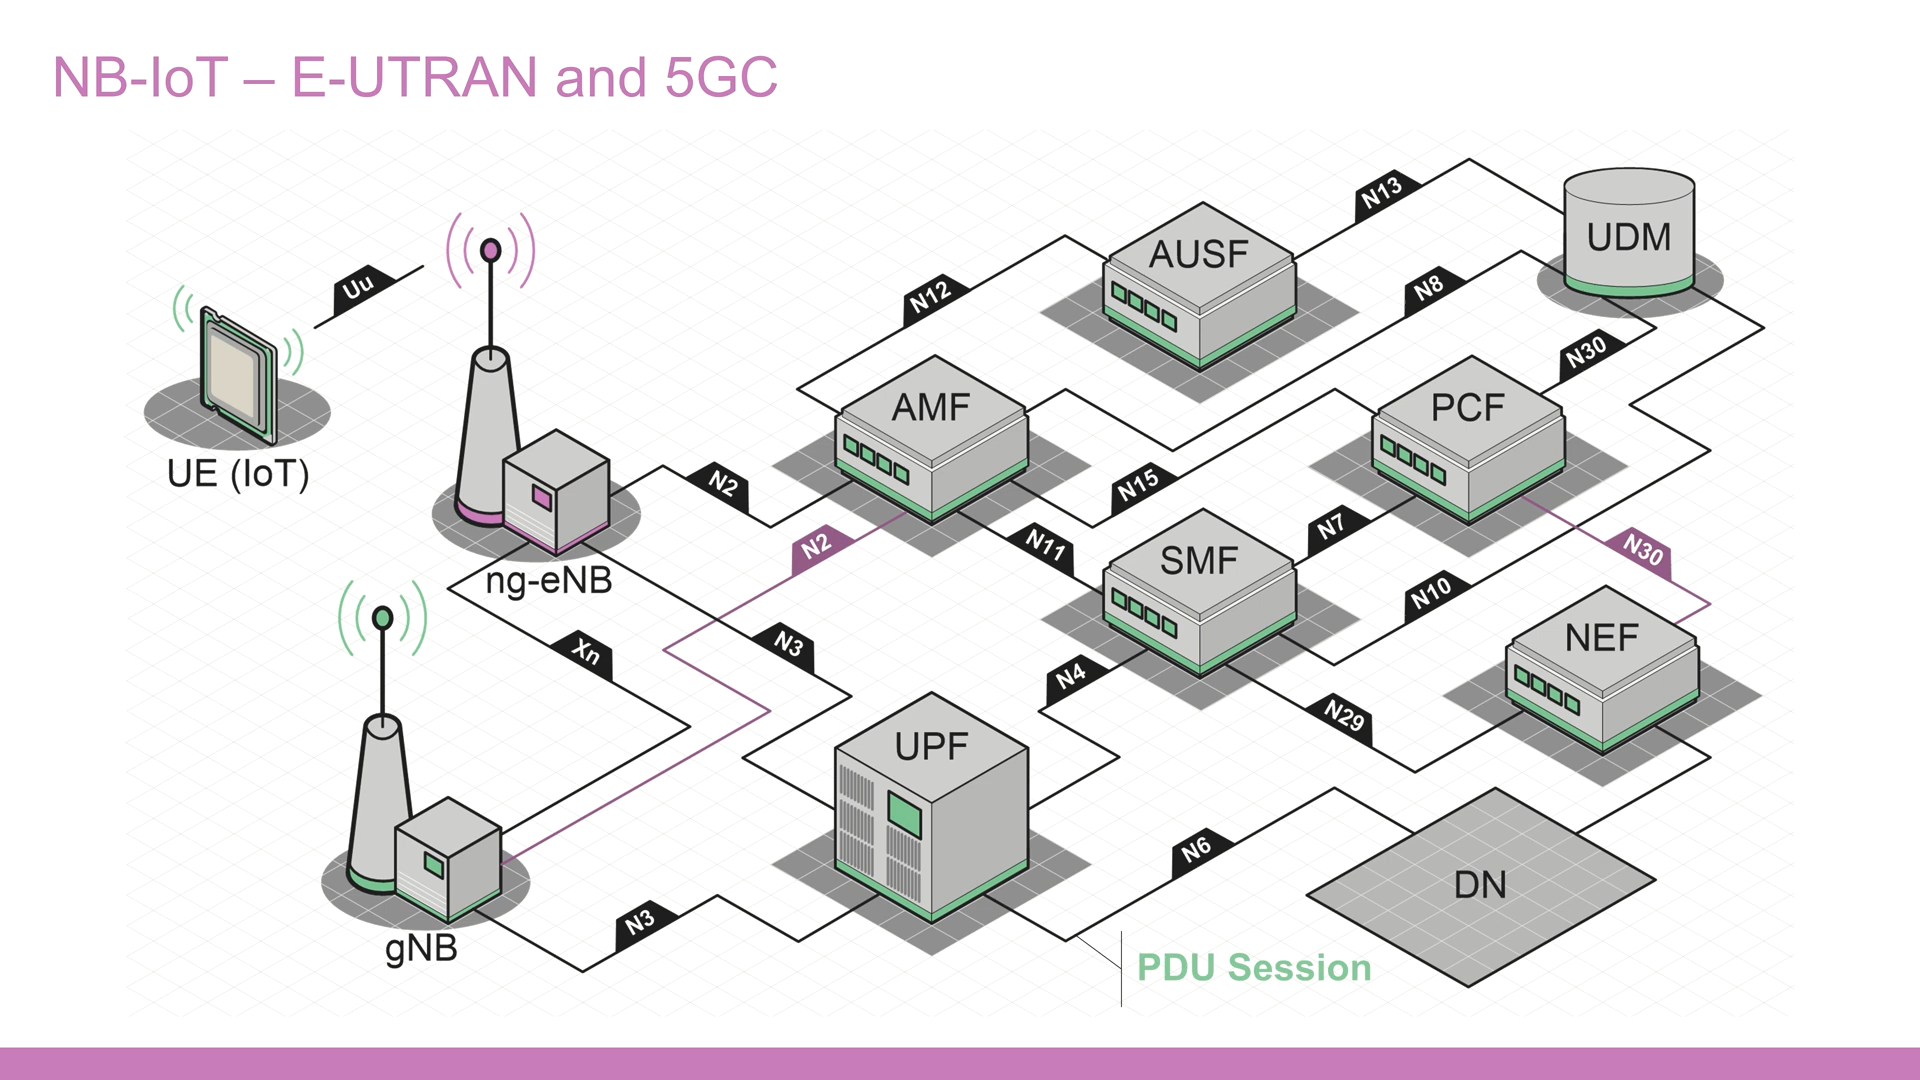 NB-IoT – E-UTRAN and 5GC
N13
UDM
AUSF
Uu
N12
N8
N30
AMF
PCF
UE (IoT)
N2
N15
N7
N11
N2
N30
SMF
ng-eNB
N10
NEF
N3
Xn
N4
N29
UPF
N6
DN
N3
gNB
PDU Session